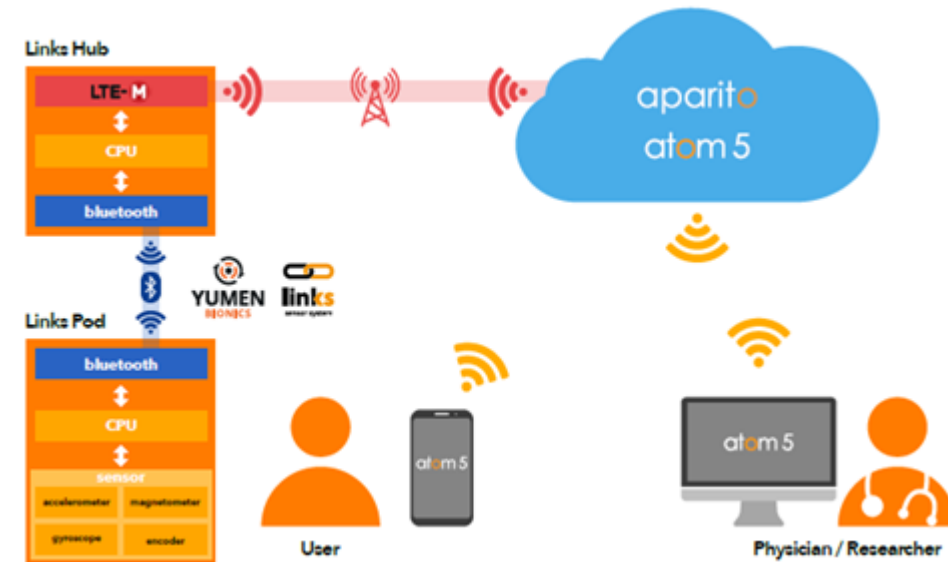 Links Hub
LTE-M
CPU
bluetooth
aparito
atom 5
YUMEN
BIONICS
links
sensor system
Links Pod
bluetooth
CPU
sensor
accelerometer
magnetometer
gyroscope
encoder
atom 5
User
atom 5
Physician / Researcher